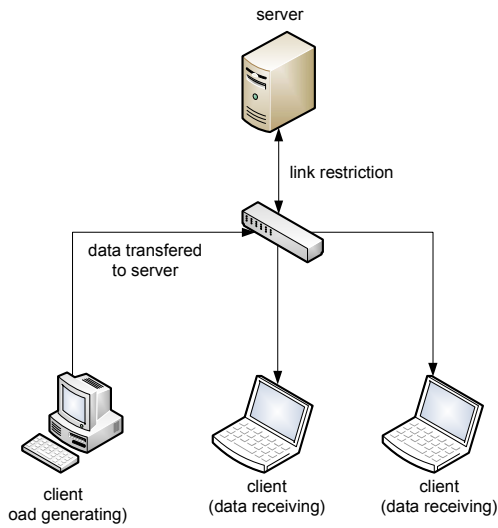 server
link restriction
data transfered
to server
client
oad generating)
client
(data receiving)
client
(data receiving)